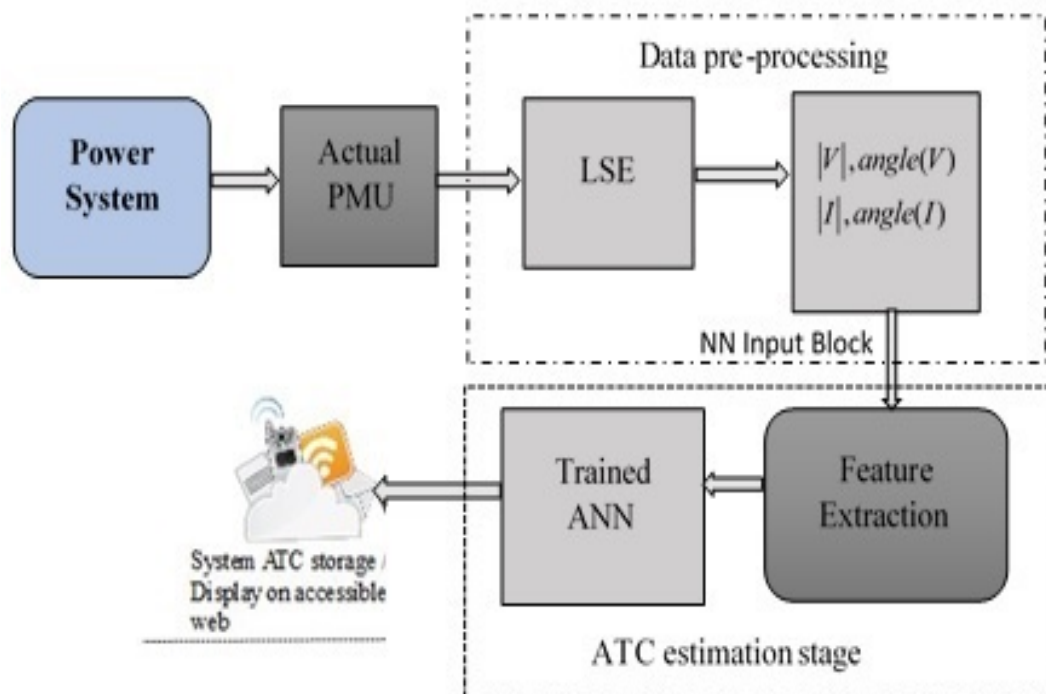 Data pre-processing
Power
System
Actual
PMU
LSE
|V|,angle(V)
|I|,angle(I)
NN Input Block
Feature
Extraction
Trained
ANN
System ATC storage /
Display on accessible
web
ATC estimation stage